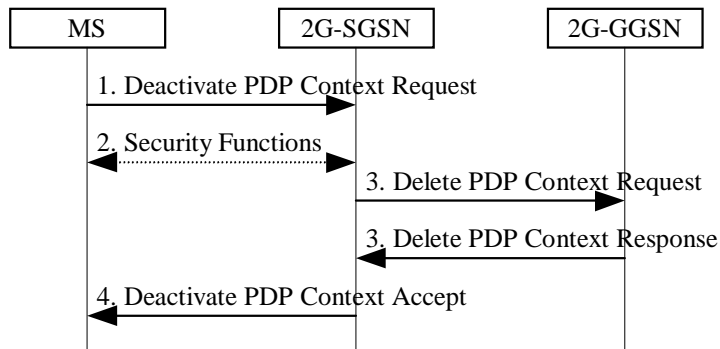 MS
2G-SGSN
2G-GGSN
1. Deactivate PDP Context Request
2. Security Functions
3. Delete PDP Context Request
3. Delete PDP Context Response
4. Deactivate PDP Context Accept